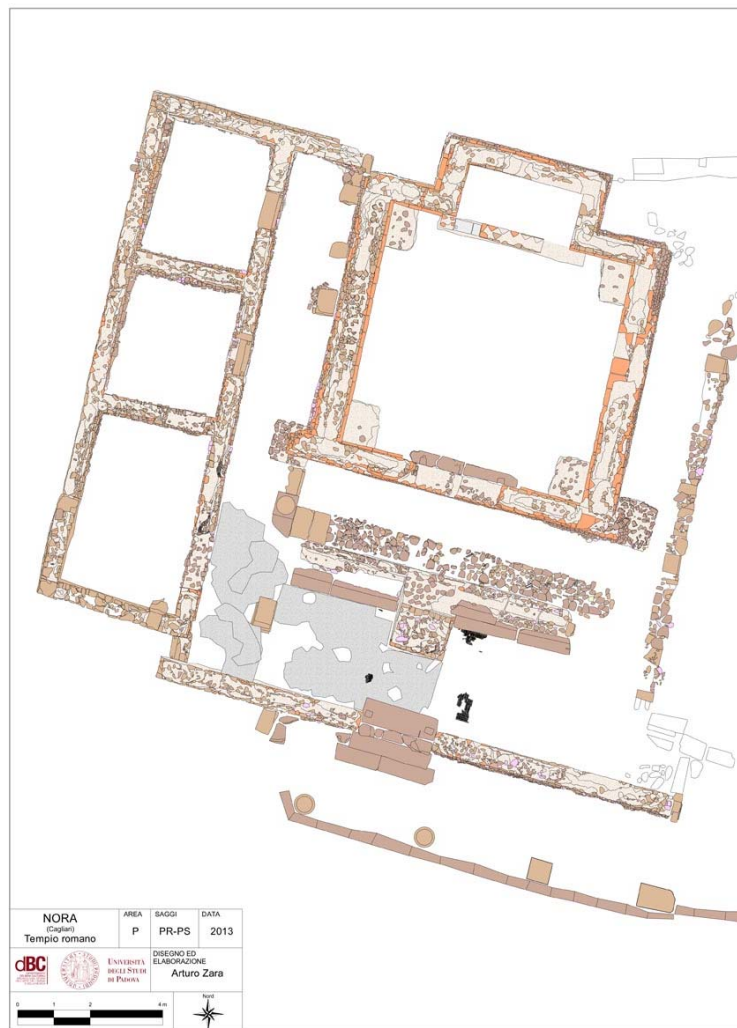 NORA
(Cagliari)
Tempio romano
AREA
P
SAGGI
PR-PS
DATA
2013
dBC
UNIVERSITÀ
DEGLI STUDI
DI PADOVA
DISEGNO ED
ELABORAZIONE
Arturo Zara
0 1 2 4 m
Nord